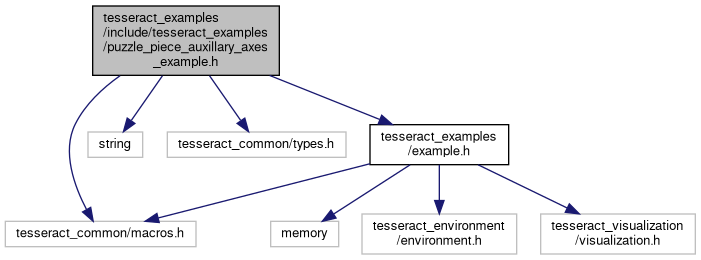 tesseract_examples
/include/tesseract_examples
/puzzle_piece_auxillary_axes
_example.h
string
tesseract_common/types.h
tesseract_examples
/example.h
tesseract_common/macros.h
memory
tesseract_environment
/environment.h
tesseract_visualization
/visualization.h